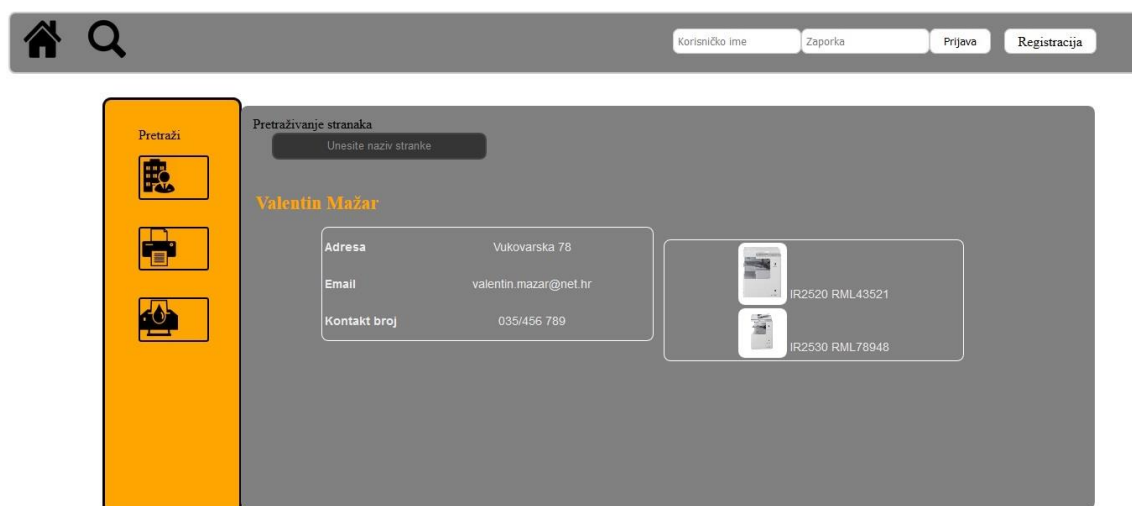 Korisničko ime Zaporka Prijava Registracija
Pretraži
Pretraživanje stranaka
Unesite naziv stranke
Valentin Mažar
Adresa Vukovarska 78
Email valentin.mazar@net.hr
Kontakt broj 035/456 789
IR2520 RML43521
IR2530 RML78948